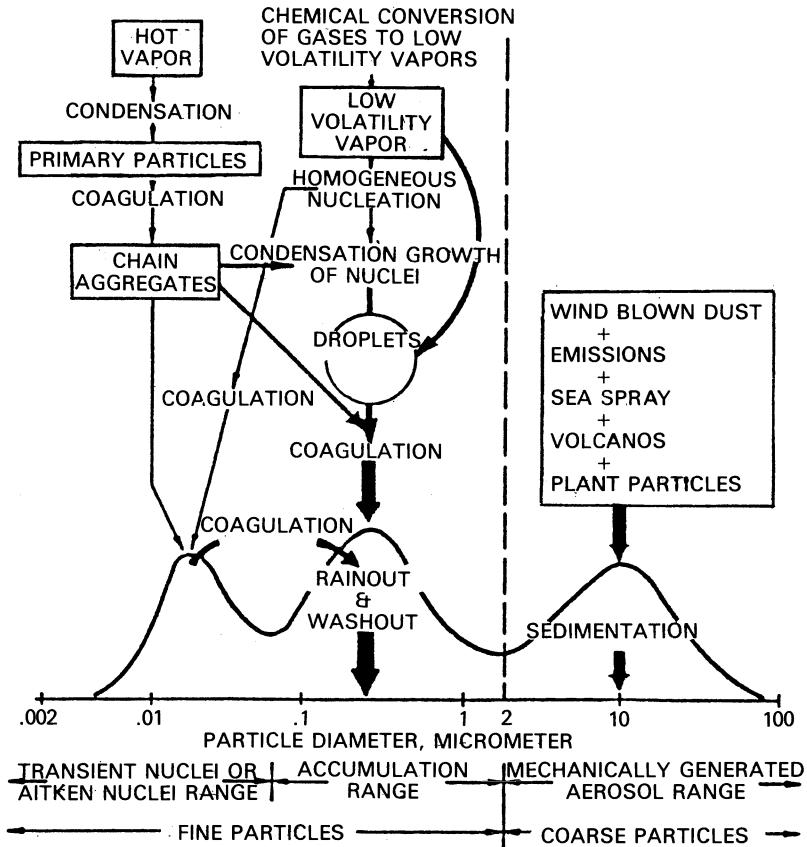 HOT
VAPOR
CONDENSATION
PRIMARY PARTICLES
COAGULATION
CHAIN
AGGREGATES
CHEMICAL CONVERSION
OF GASES TO LOW
VOLATILITY VAPORS
LOW
VOLATILITY
VAPOR
HOMOGENEOUS
NUCLEATION
CONDENSATION GROWTH
OF NUCLEI
DROPLETS
COAGULATION
COAGULATION
COAGULATION
RAINOUT
&
WASHOUT
WIND BLOWN DUST
+
EMISSIONS
+
SEA SPRAY
+
VOLCANOS
+
PLANT PARTICLES
SEDIMENTATION
.002 .01 .1 1 2 10 100
PARTICLE DIAMETER, MICROMETER
TRANSIENT NUCLEI OR
AITKEN NUCLEI RANGE
ACCUMULATION
RANGE
MECHANICALLY GENERATED
AEROSOL RANGE
FINE PARTICLES
COARSE PARTICLES